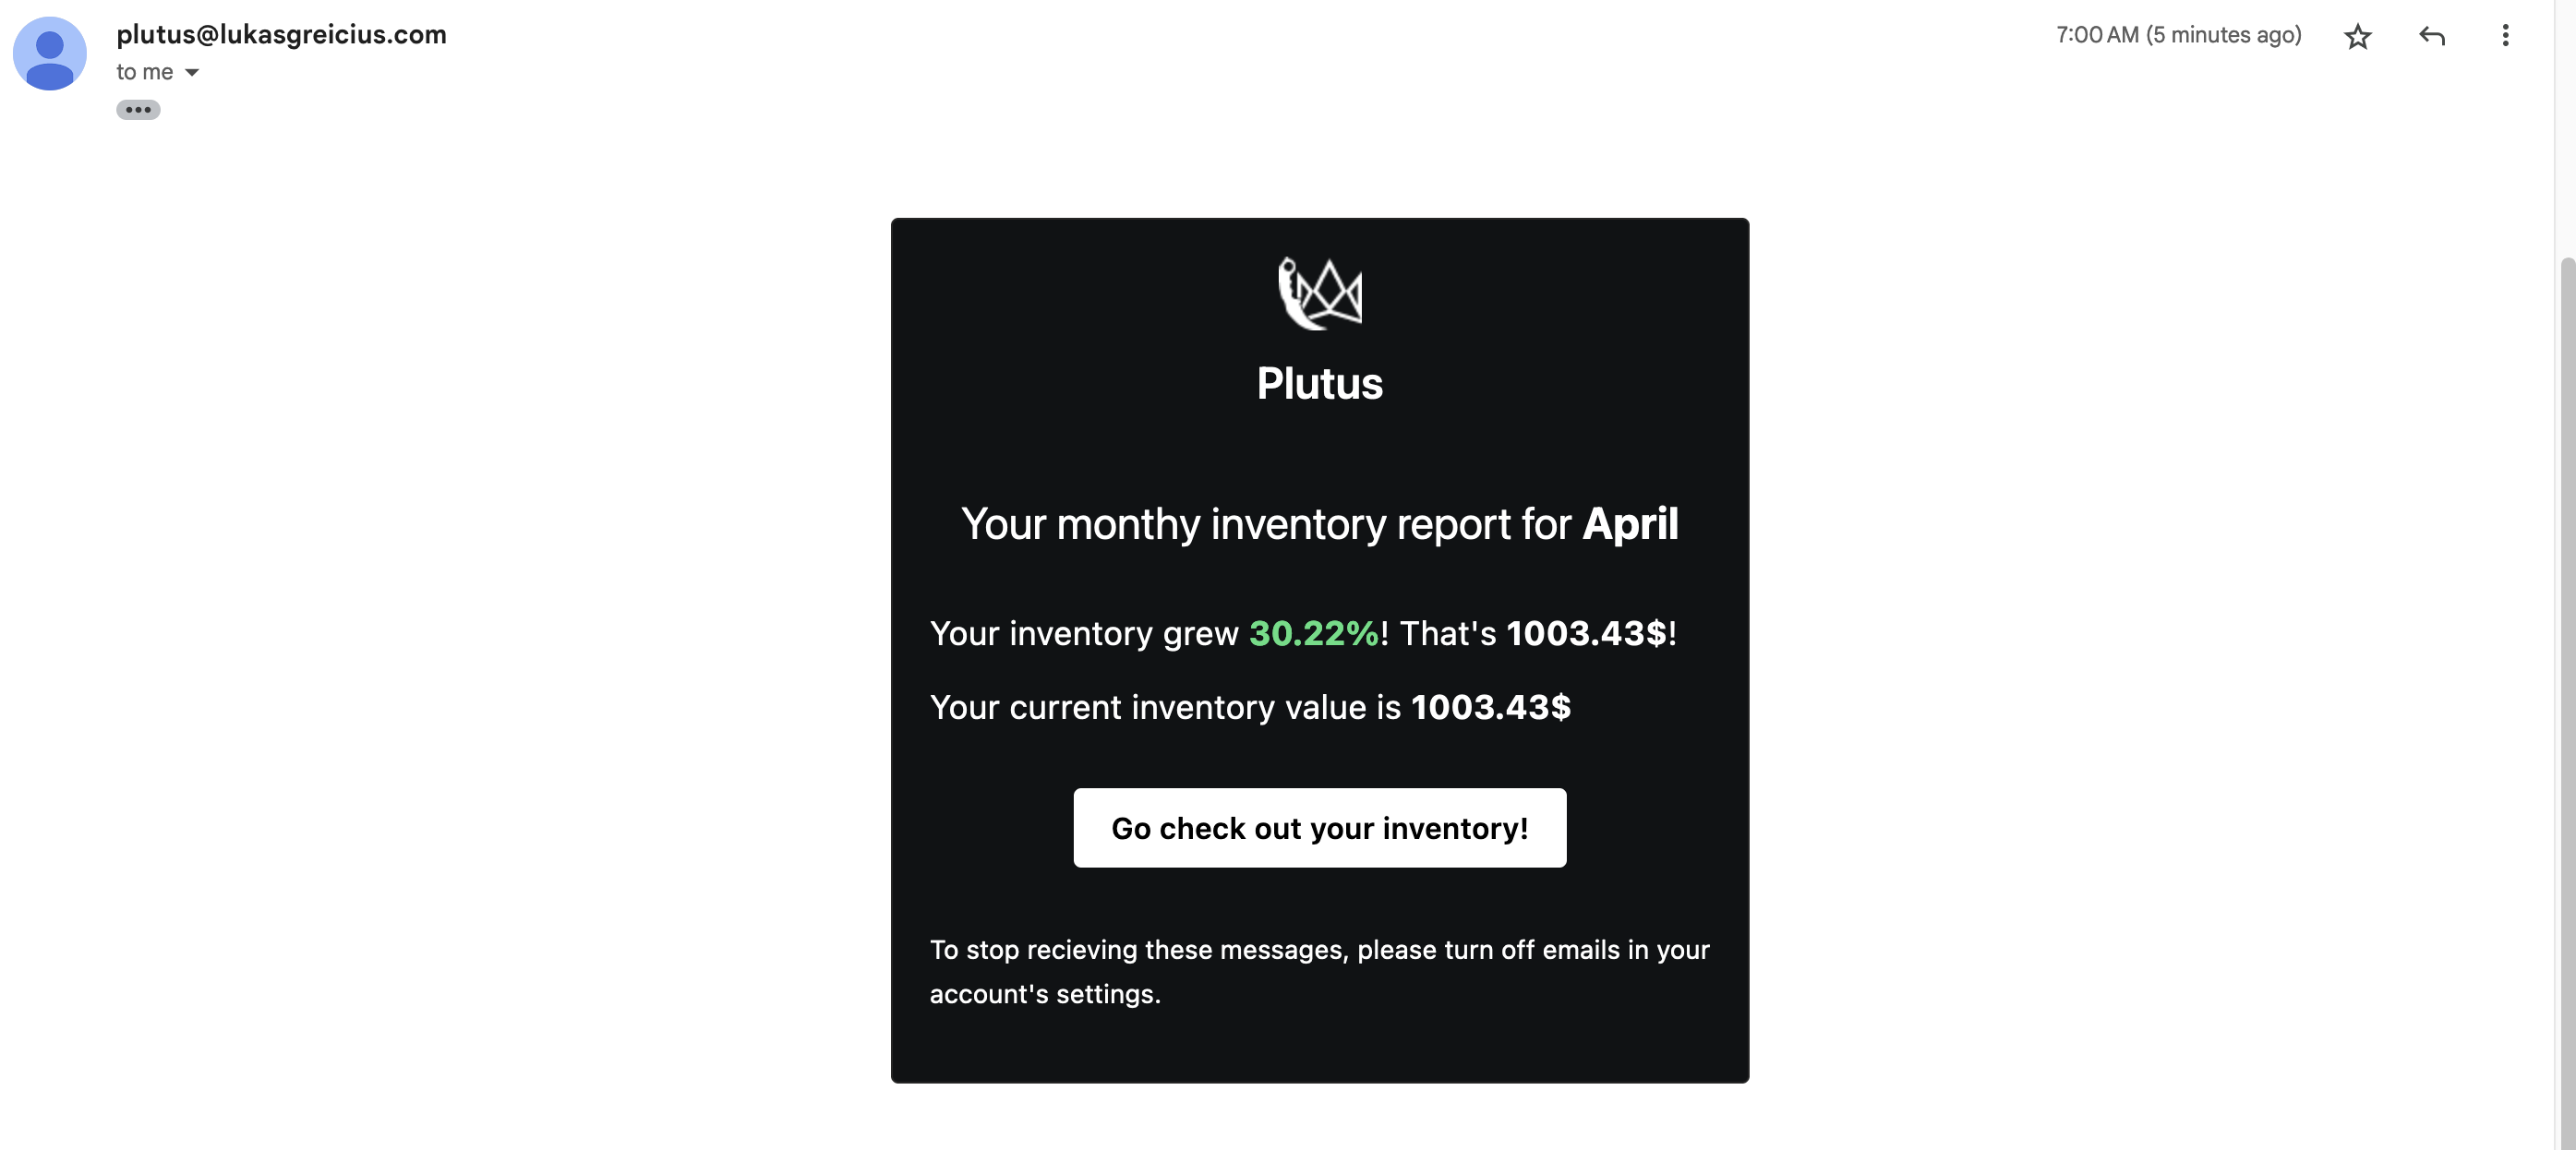 plutus@lukasgreicius.com
7:00 AM (5 minutes ago)
to me
Plutus
Your monthy inventory report for April
Your inventory grew 30.22%! That's 1003.43$!
Your current inventory value is 1003.43$
Go check out your inventory!
To stop recieving these messages, please turn off emails in your
account's settings.